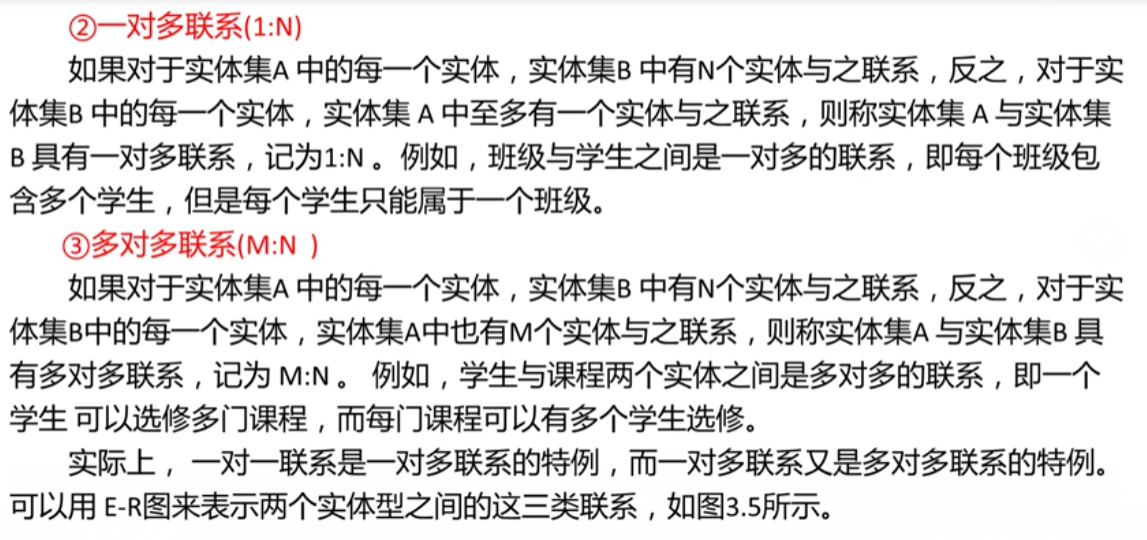 ②一对多联系(1:N)
如果对于实体集A 中的每一个实体，实体集B 中有N个实体与之联系，反之，对于实
体集B 中的每一个实体，实体集 A 中至多有一个实体与之联系，则称实体集 A 与实体集
B 具有一对多联系，记为1:N 。例如，班级与学生之间是一对多的联系，即每个班级包
含多个学生，但是每个学生只能属于一个班级。
③多对多联系(M:N )
如果对于实体集A 中的每一个实体，实体集B 中有N个实体与之联系，反之，对于实
体集B中的每一个实体，实体集A中也有M个实体与之联系，则称实体集A 与实体集B 具
有多对多联系，记为 M:N 。 例如，学生与课程两个实体之间是多对多的联系，即一个
学生 可以选修多门课程，而每门课程可以有多个学生选修。
实际上， 一对一联系是一对多联系的特例，而一对多联系又是多对多联系的特例。
可以用 E-R图来表示两个实体型之间的这三类联系，如图3.5所示。